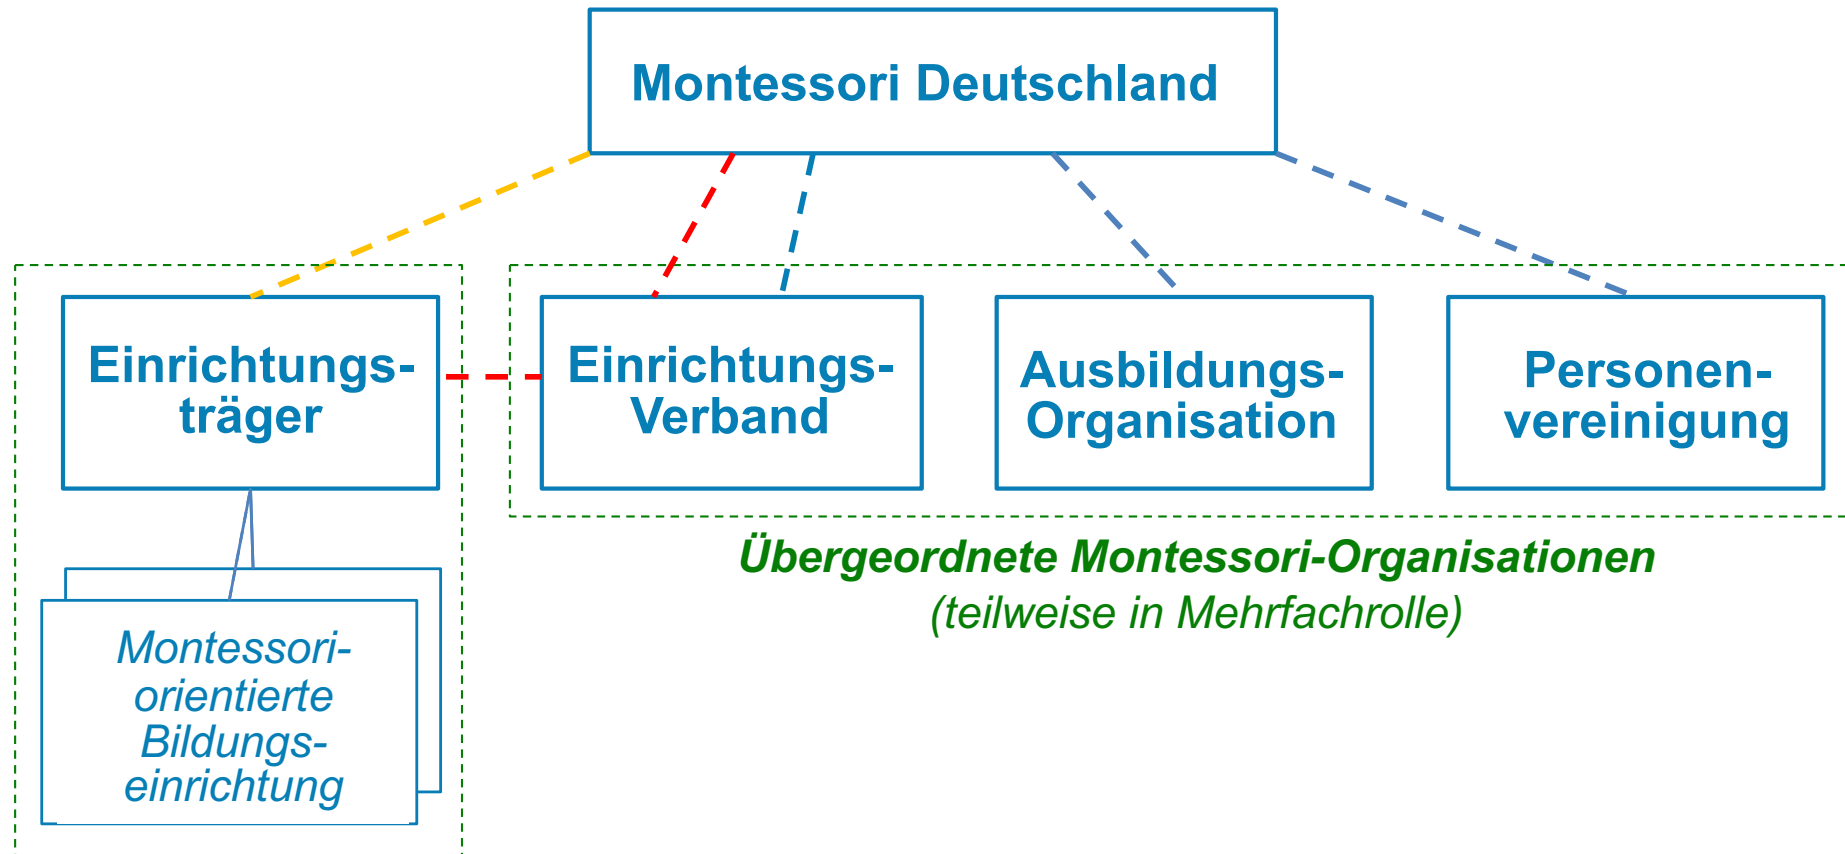 Montessori Deutschland
Einrichtungs-
träger
Einrichtungs-
Verband
Ausbildungs-
Organisation
Personen-
vereinigung
Übergeordnete Montessori-Organisationen
(teilweise in Mehrfachrolle)
Montessori-
orientierte
Bildungs-
einrichtung